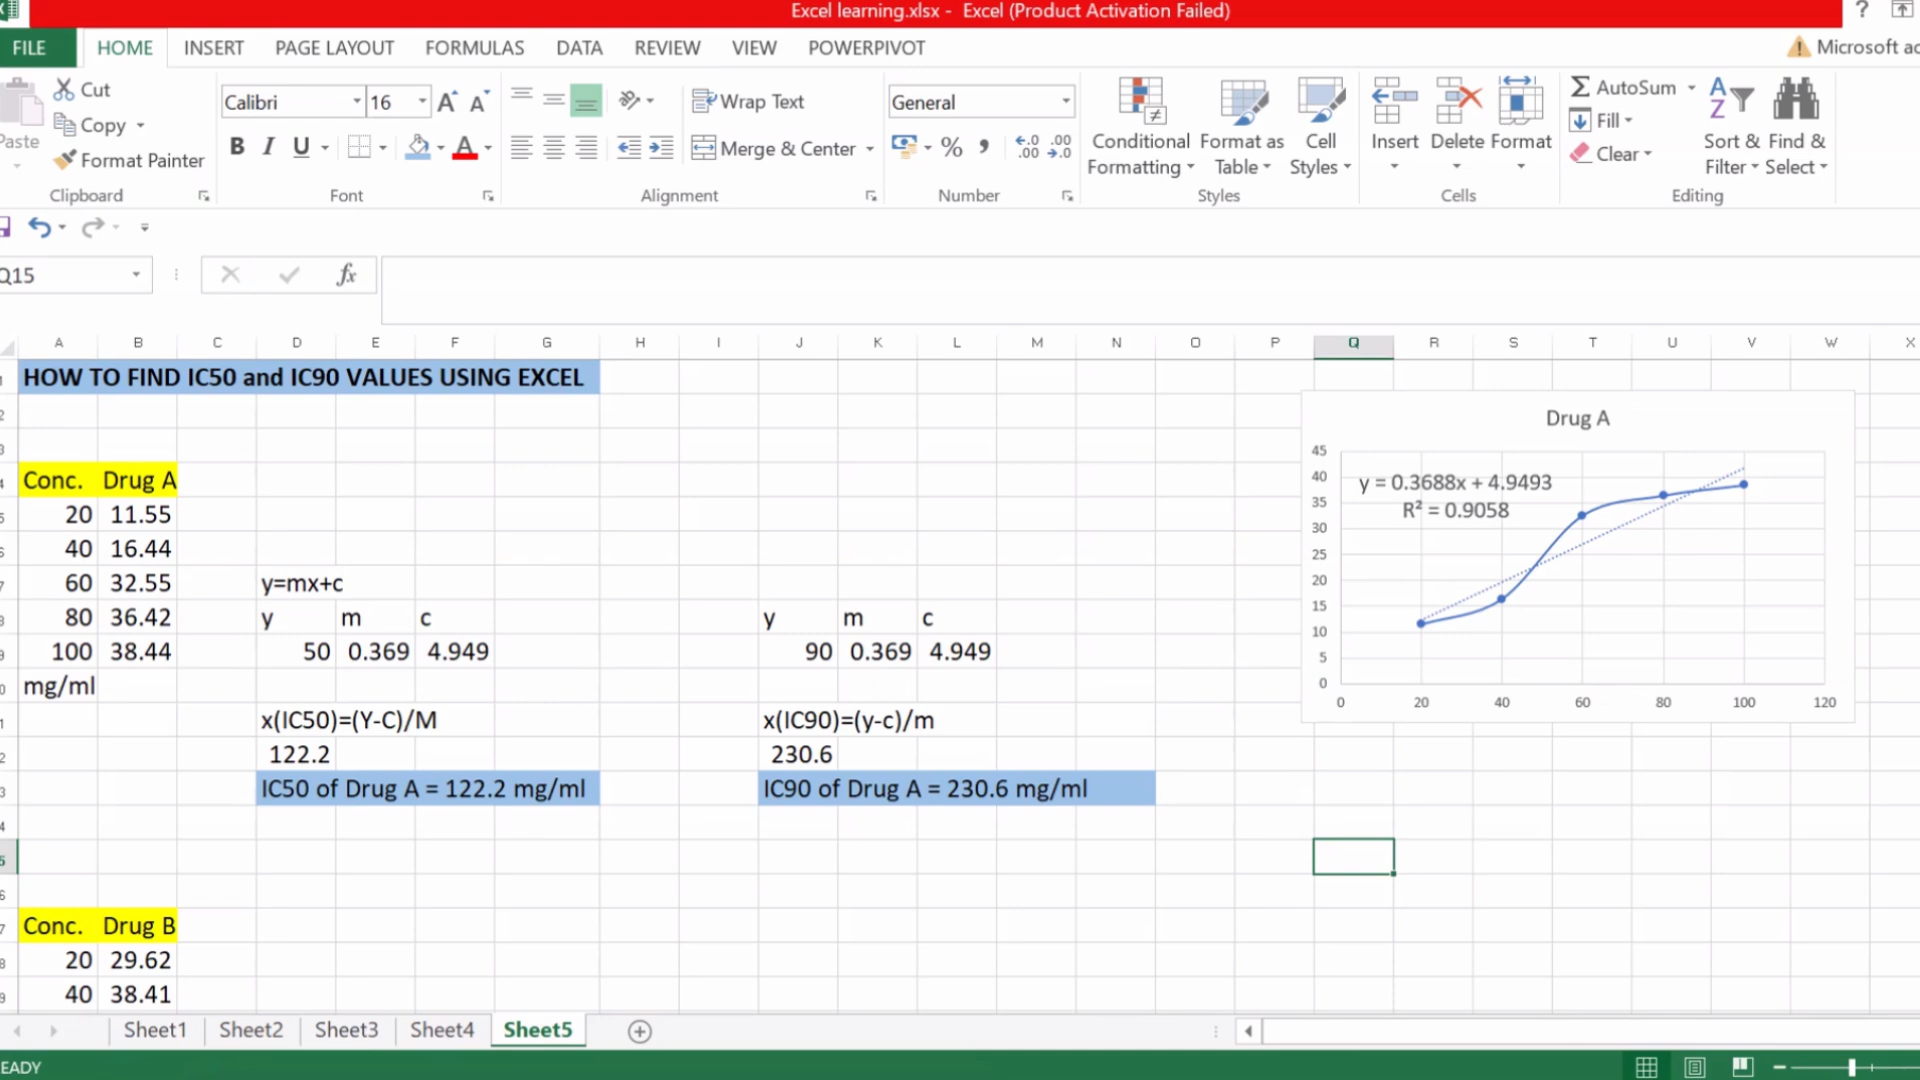 Excel learning.xlsx - Excel (Product Activation Failed)
?
FILE HOME INSERT PAGE LAYOUT FORMULAS DATA REVIEW VIEW POWERPIVOT
Microsoft ac
Paste
Cut
Copy
Format Painter
Clipboard
Calibri 16
B I U
Font
Wrap Text
Merge & Center
Alignment
General
%
Number
Conditional Formatting
Format as Table
Cell Styles
Styles
Insert Delete Format
Cells
AutoSum
Fill
Clear
Sort & Filter
Find & Select
Editing
Q15
fx
A B C D E F G H I J K L M N O P Q R S T U V W X
HOW TO FIND IC50 and IC90 VALUES USING EXCEL
Conc. Drug A
20 11.55
40 16.44
60 32.55 y=mx+c
80 36.42 y m c y m c
100 38.44 50 0.369 4.949 90 0.369 4.949
mg/ml
x(IC50)=(Y-C)/M x(IC90)=(y-c)/m
122.2 230.6
IC50 of Drug A = 122.2 mg/ml IC90 of Drug A = 230.6 mg/ml
Drug A
y = 0.3688x + 4.9493
R² = 0.9058
45
40
35
30
25
20
15
10
5
0
0 20 40 60 80 100 120
Conc. Drug B
20 29.62
40 38.41
Sheet1 Sheet2 Sheet3 Sheet4 Sheet5
EADY